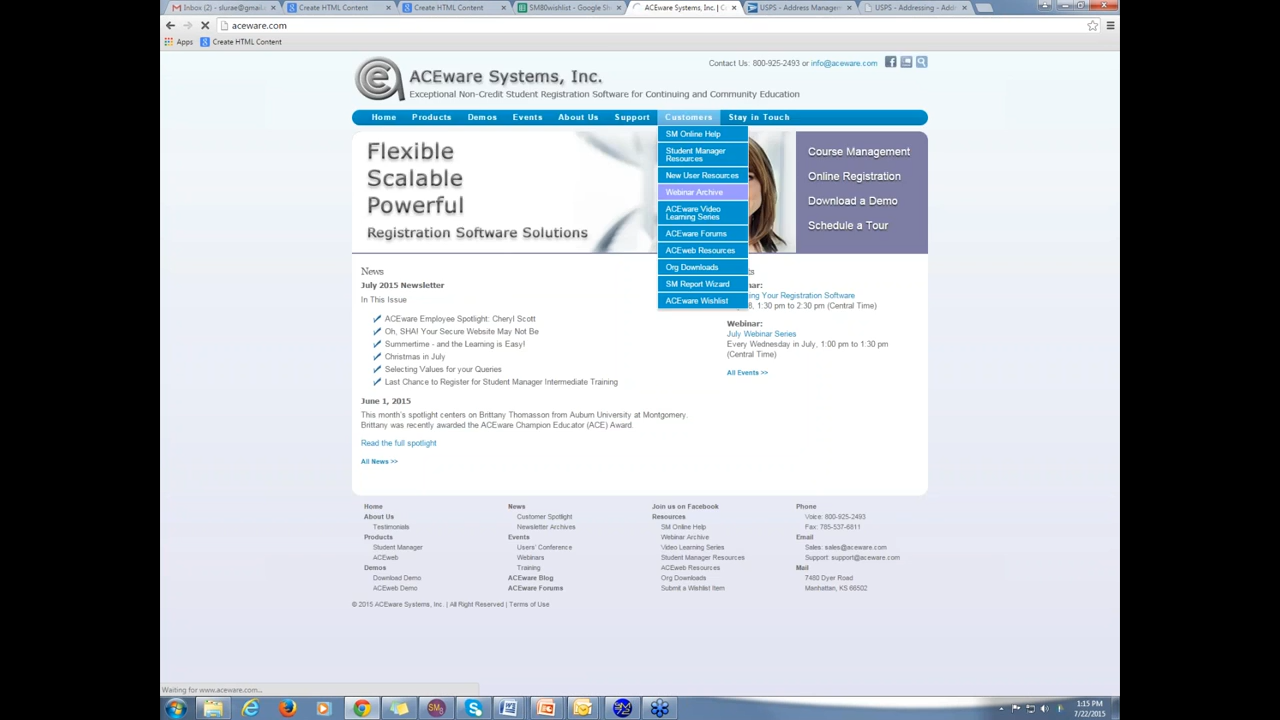 Inbox (2) - slurae@gmail.c
Create HTML Content
Create HTML Content
SM80wishlist - Google Sh
ACEware Systems, Inc. | C
USPS - Address Managem
USPS - Addressing - Add
aceware.com
Apps
Create HTML Content
ACEware Systems, Inc.
Exceptional Non-Credit Student Registration Software for Continuing and Community Education
Contact Us: 800-925-2493 or info@aceware.com
Home
Products
Demos
Events
About Us
Support
Customers
Stay in Touch
SM Online Help
Student Manager
Resources
New User Resources
Webinar Archive
ACEware Video
Learning Series
ACEware Forums
ACEweb Resources
Org Downloads
SM Report Wizard
ACEware Wishlist
Flexible
Scalable
Powerful
Registration Software Solutions
Course Management
Online Registration
Download a Demo
Schedule a Tour
News
July 2015 Newsletter
In This Issue
ACEware Employee Spotlight: Cheryl Scott
Oh, SHA! Your Secure Website May Not Be
Summertime - and the Learning is Easy!
Christmas in July
Selecting Values for your Queries
Last Chance to Register for Student Manager Intermediate Training
June 1, 2015
This month's spotlight centers on Brittany Thomasson from Auburn University at Montgomery.
Brittany was recently awarded the ACEware Champion Educator (ACE) Award.
Read the full spotlight
All News >>
Your Registration Software
1:30 pm to 2:30 pm (Central Time)
Webinar:
July Webinar Series
Every Wednesday in July, 1:00 pm to 1:30 pm
(Central Time)
All Events >>
Home
About Us
Testimonials
Products
Student Manager
ACEweb
Demos
Download Demo
ACEweb Demo
News
Customer Spotlight
Newsletter Archives
Events
Users' Conference
Webinars
Training
ACEware Blog
ACEware Forums
Join us on Facebook
Resources
SM Online Help
Webinar Archive
Video Learning Series
Student Manager Resources
ACEweb Resources
Org Downloads
Submit a Wishlist Item
Phone
Voice: 800-925-2493
Fax: 785-537-6811
Email
Sales: sales@aceware.com
Support: support@aceware.com
Mail
7480 Dyer Road
Manhattan, KS 66502
© 2015 ACEware Systems, Inc. | All Right Reserved | Terms of Use
Waiting for www.aceware.com...
1:15 PM
7/22/2015